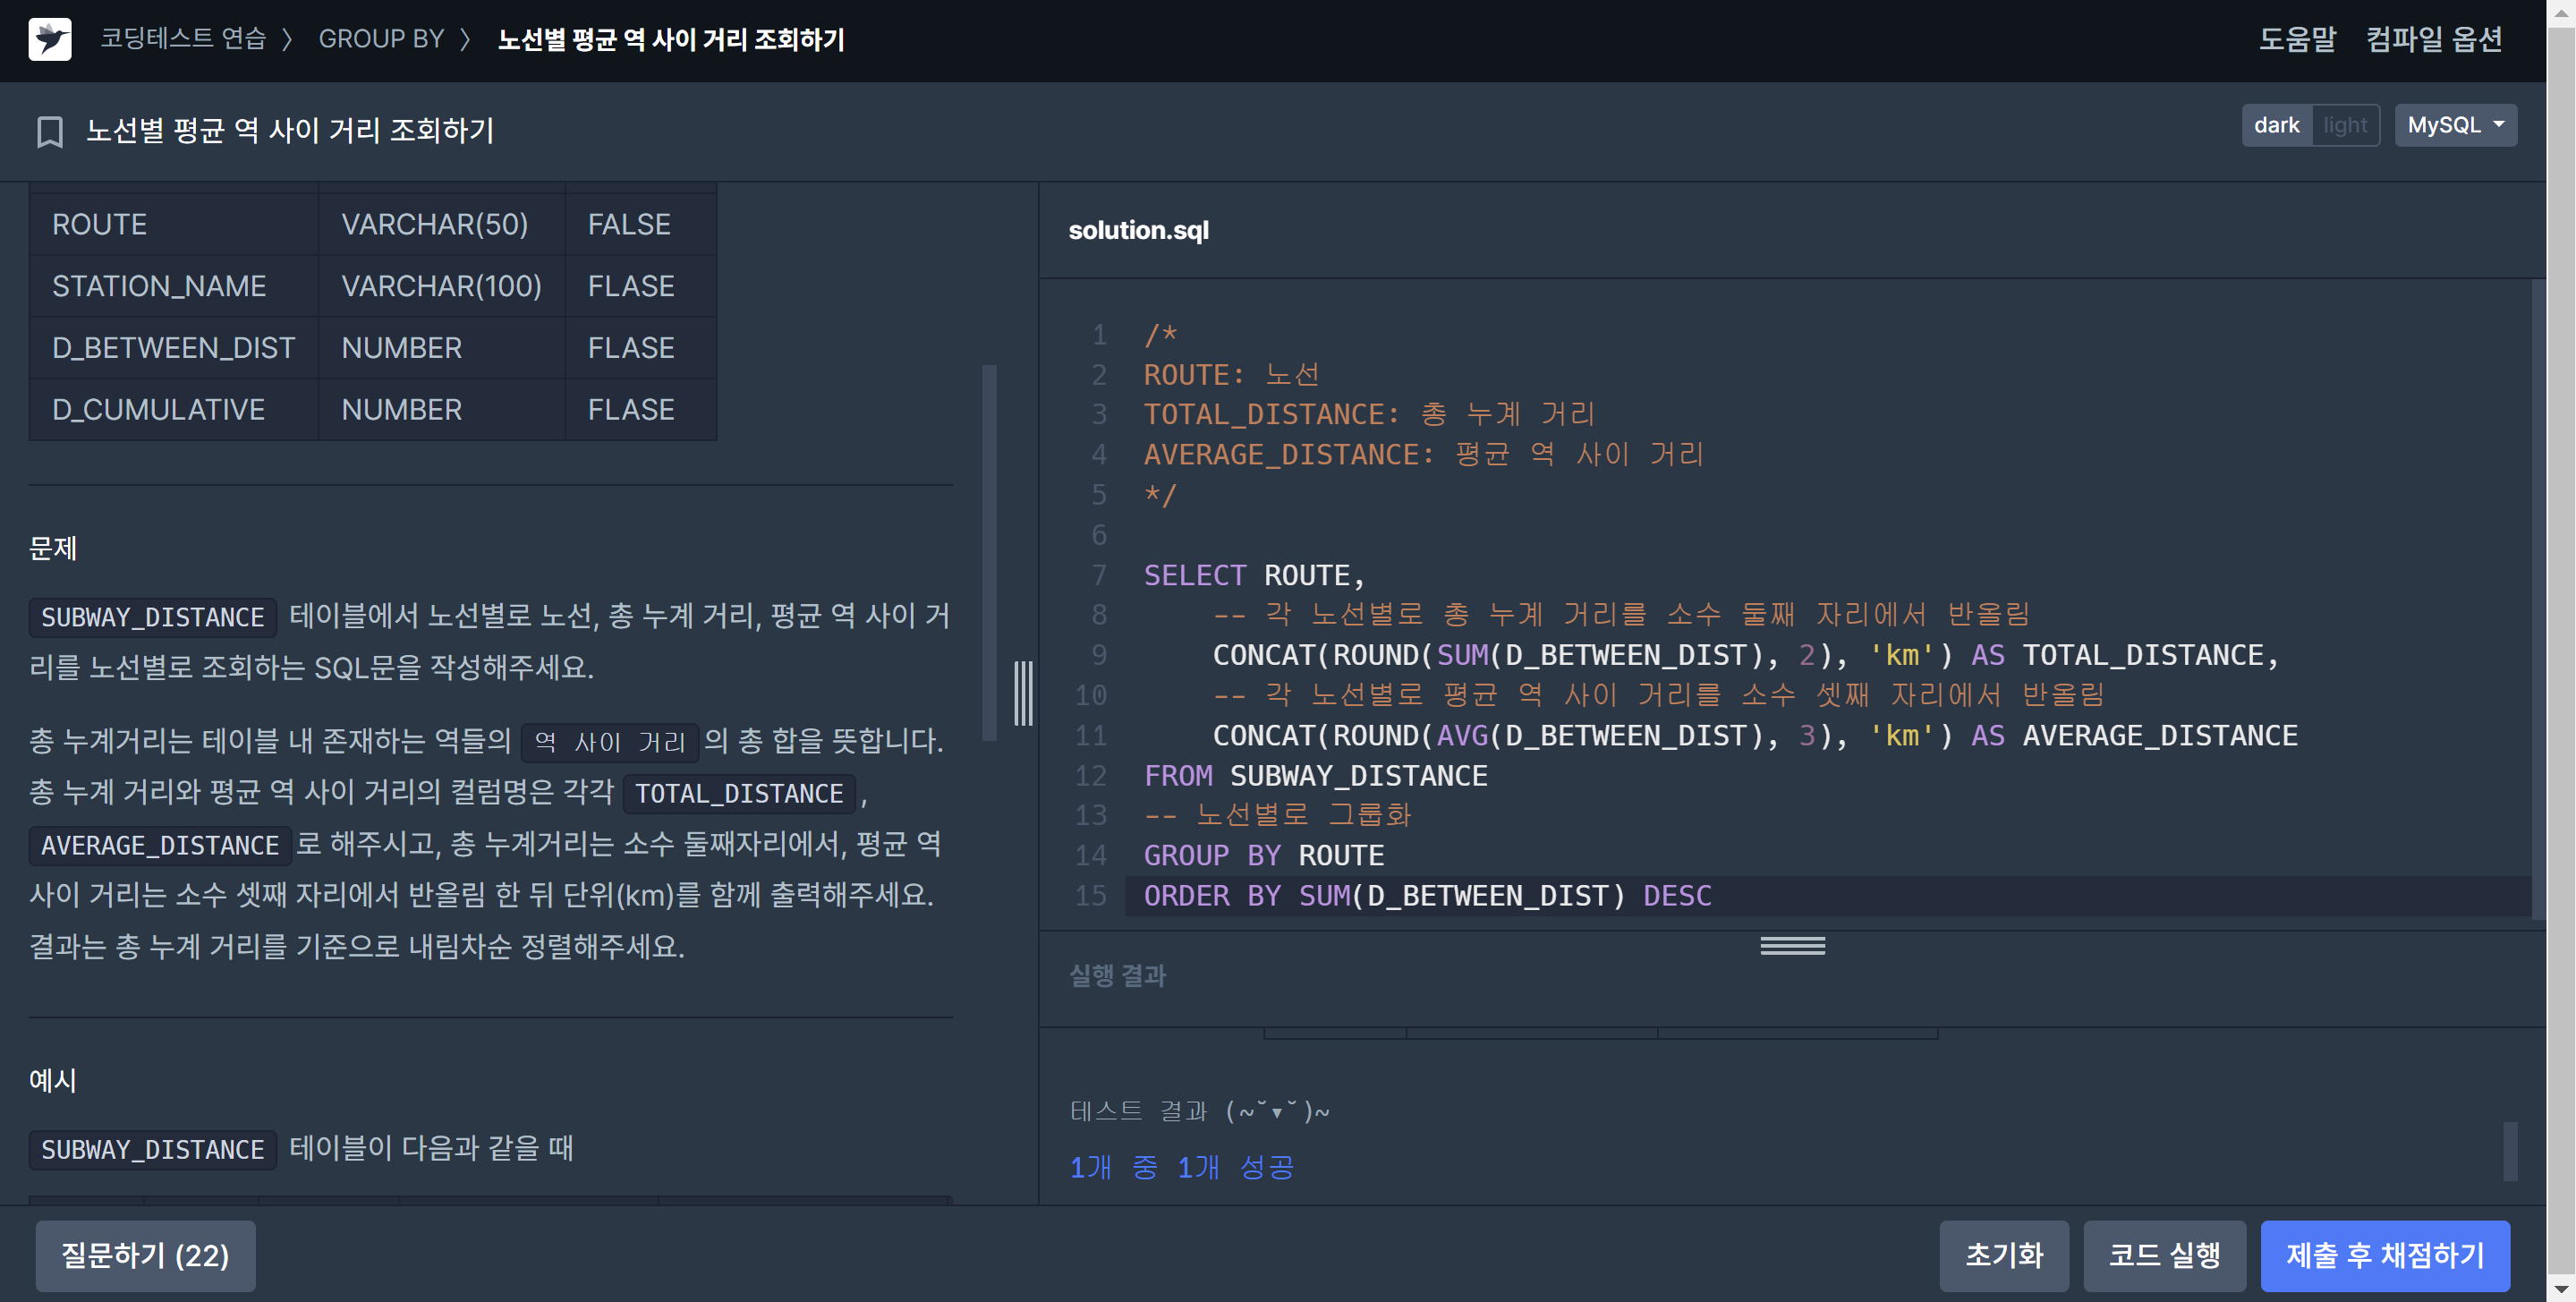 코딩테스트 연습 〉 GROUP BY 〉 노선별 평균 역 사이 거리 조회하기
도움말 컴파일 옵션
노선별 평균 역 사이 거리 조회하기
dark light MySQL
ROUTE VARCHAR(50) FALSE
STATION_NAME VARCHAR(100) FLASE
D_BETWEEN_DIST NUMBER FLASE
D_CUMULATIVE NUMBER FLASE
문제
SUBWAY_DISTANCE 테이블에서 노선별로 노선, 총 누계 거리, 평균 역 사이 거
리를 노선별로 조회하는 SQL문을 작성해주세요.
총 누계거리는 테이블 내 존재하는 역들의 역 사이 거리 의 총 합을 뜻합니다.
총 누계 거리와 평균 역 사이 거리의 컬럼명은 각각 TOTAL_DISTANCE ,
AVERAGE_DISTANCE 로 해주시고, 총 누계거리는 소수 둘째자리에서, 평균 역
사이 거리는 소수 셋째 자리에서 반올림 한 뒤 단위(km)를 함께 출력해주세요.
결과는 총 누계 거리를 기준으로 내림차순 정렬해주세요.
예시
SUBWAY_DISTANCE 테이블이 다음과 같을 때
solution.sql
1 /*
2 ROUTE: 노선
3 TOTAL_DISTANCE: 총 누계 거리
4 AVERAGE_DISTANCE: 평균 역 사이 거리
5 */
6
7 SELECT ROUTE,
8 -- 각 노선별로 총 누계 거리를 소수 둘째 자리에서 반올림
9 CONCAT(ROUND(SUM(D_BETWEEN_DIST), 2), 'km') AS TOTAL_DISTANCE,
10 -- 각 노선별로 평균 역 사이 거리를 소수 셋째 자리에서 반올림
11 CONCAT(ROUND(AVG(D_BETWEEN_DIST), 3), 'km') AS AVERAGE_DISTANCE
12 FROM SUBWAY_DISTANCE
13 -- 노선별로 그룹화
14 GROUP BY ROUTE
15 ORDER BY SUM(D_BETWEEN_DIST) DESC
실행 결과
테스트 결과 (~˘▾˘)~
1개 중 1개 성공
질문하기 (22)
초기화 코드 실행 제출 후 채점하기